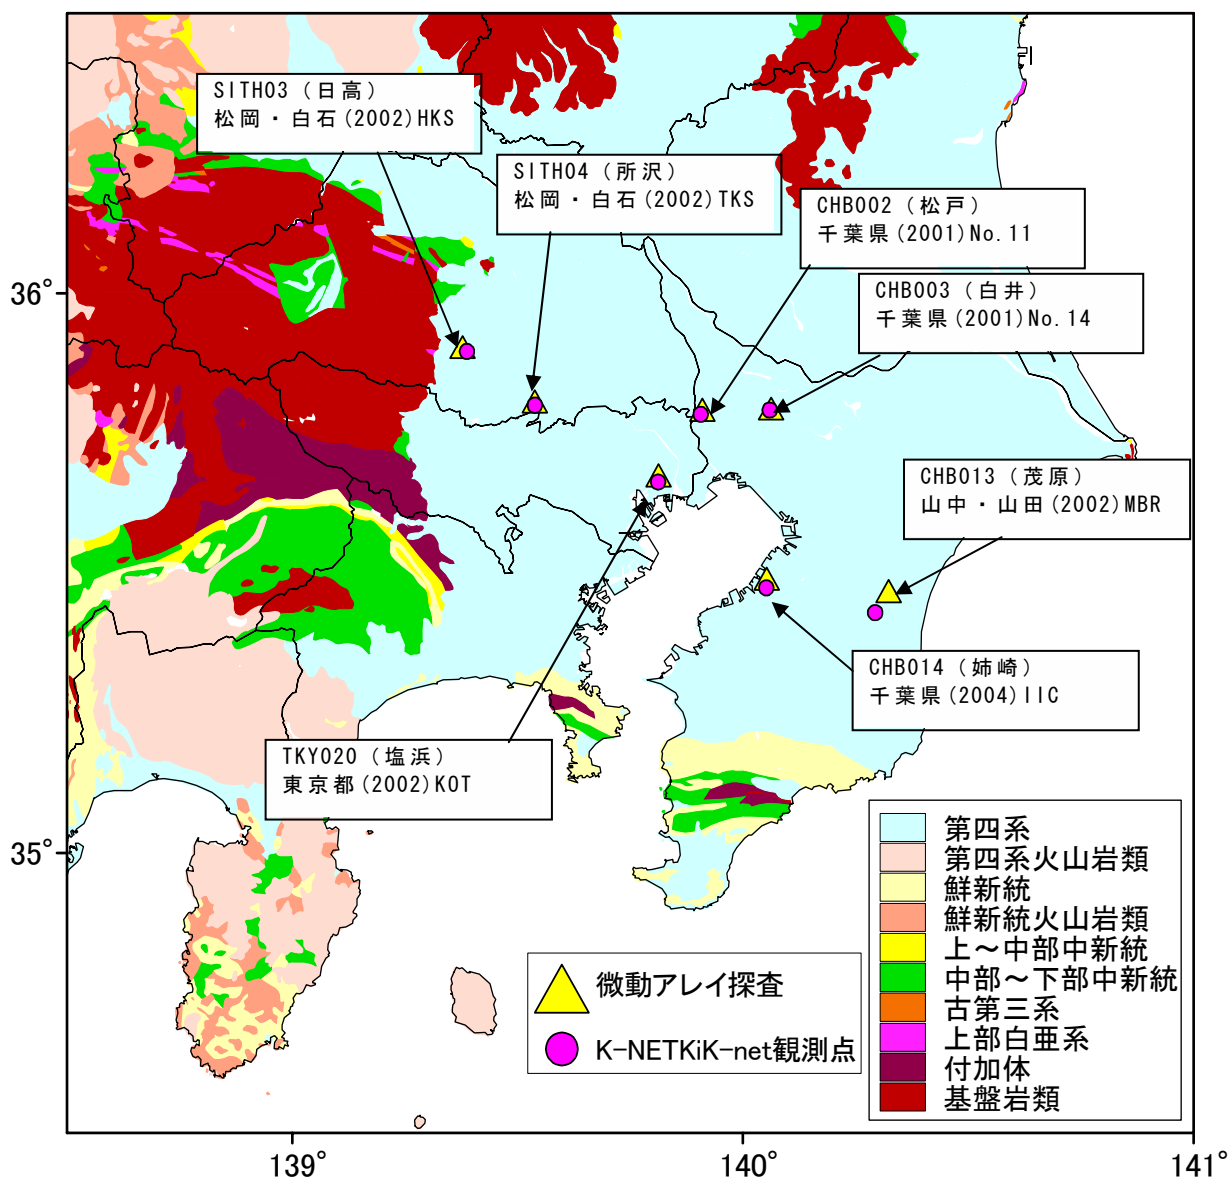 SITH03（日高）
松岡・白石(2002)HKS
SITH04（所沢）
松岡・白石(2002)TKS
CHB002（松戸）
千葉県(2001)No.11
CHB003（白井）
千葉県(2001)No.14
36°
CHB013（茂原）
山中・山田(2002)MBR
CHB014（姉崎）
千葉県(2004)IIC
TKY020（塩浜）
東京都(2002)KOT
35°
第四系
第四系火山岩類
鮮新統
鮮新統火山岩類
上～中部中新統
中部～下部中新統
古第三系
上部白亜系
付加体
基盤岩類
微動アレイ探査
K-NETKiK-net観測点
139°
140°
141°